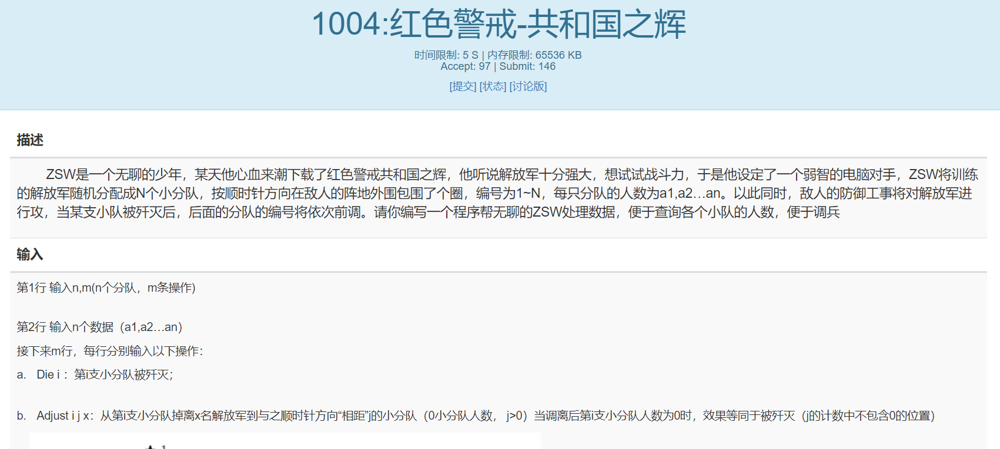 1004:红色警戒-共和国之辉
时间限制: 5 S | 内存限制: 65536 KB
Accept: 97 | Submit: 146
[提交] [状态] [讨论版]
描述
ZSW是一个无聊的少年，某天他心血来潮下载了红色警戒共和国之辉，他听说解放军十分强大，想试试战斗力，于是他设定了一个弱智的电脑对手，ZSW将训练
的解放军随机分配成N个小分队，按顺时针方向在敌人的阵地外围包围了个圈，编号为1~N，每只分队的人数为a1,a2…an。以此同时，敌人的防御工事将对解放军进
行攻，当某支小队被歼灭后，后面的分队的编号将依次前调。请你编写一个程序帮无聊的ZSW处理数据，便于查询各个小队的人数，便于调兵
输入
第1行 输入n,m(n个分队，m条操作)
第2行 输入n个数据（a1,a2…an）
接下来m行，每行分别输入以下操作：
a. Die i ：第i支小分队被歼灭；
b. Adjust i j x：从第i支小分队掉离x名解放军到与之顺时针方向“相距”j的小分队（0小分队人数， j>0）当调离后第i支小分队人数为0时，效果等同于被歼灭（j的计数中不包含0的位置）